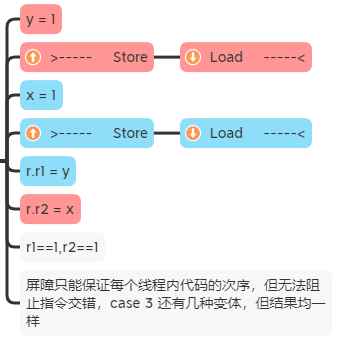 y = 1
>----- Store Load -----<
x = 1
>----- Store Load -----<
r.r1 = y
r.r2 = x
r1==1,r2==1
屏障只能保证每个线程内代码的次序，但无法阻
止指令交错，case 3 还有几种变体，但结果均一
样